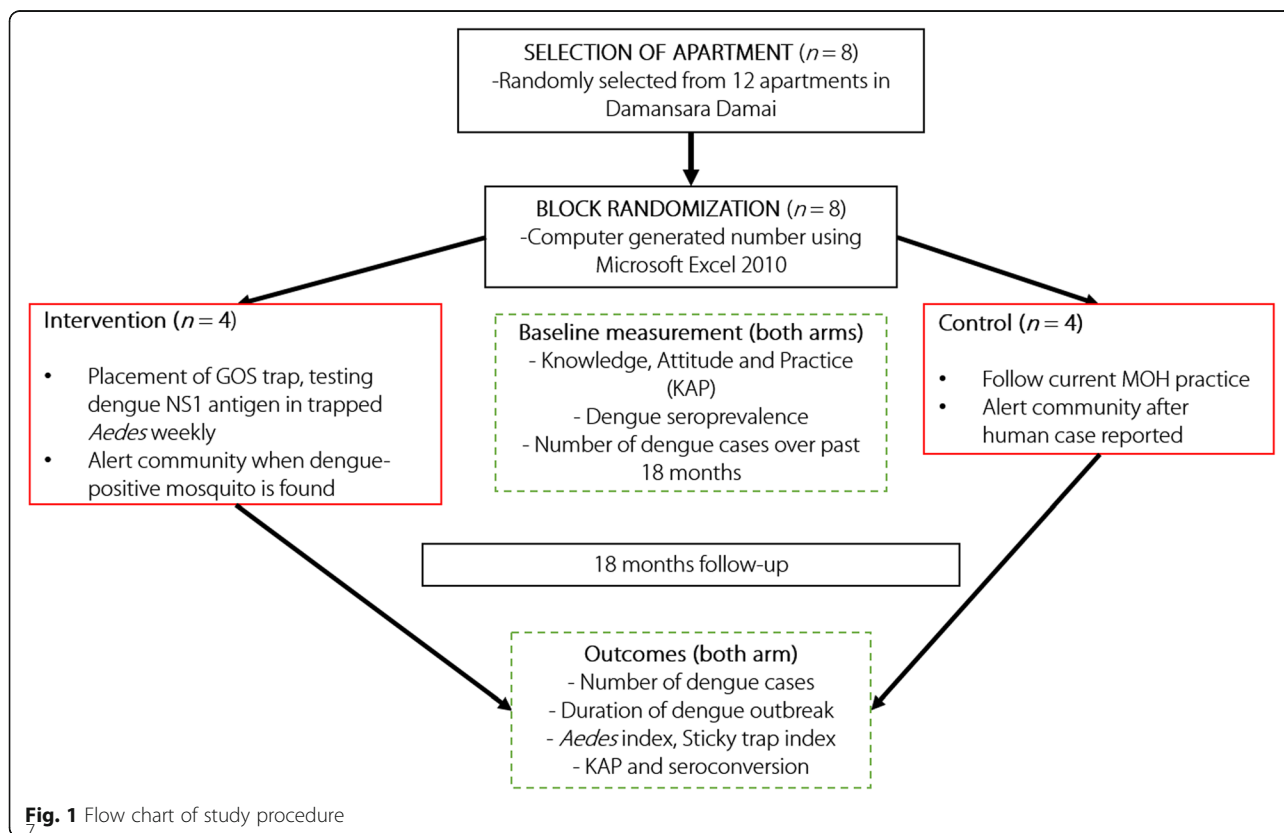 SELECTION OF APARTMENT (n = 8)
-Randomly selected from 12 apartments in
Damansara Damai
BLOCK RANDOMIZATION (n = 8)
-Computer generated number using
Microsoft Excel 2010
Intervention (n = 4)
• Placement of GOS trap, testing
dengue NS1 antigen in trapped
Aedes weekly
• Alert community when dengue-
positive mosquito is found
Baseline measurement (both arms)
- Knowledge, Attitude and Practice
(KAP)
- Dengue seroprevalence
- Number of dengue cases over past
18 months
Control (n = 4)
• Follow current MOH practice
• Alert community after
human case reported
18 months follow-up
Outcomes (both arm)
- Number of dengue cases
- Duration of dengue outbreak
- Aedes index, Sticky trap index
- KAP and seroconversion
Fig. 1 Flow chart of study procedure
7